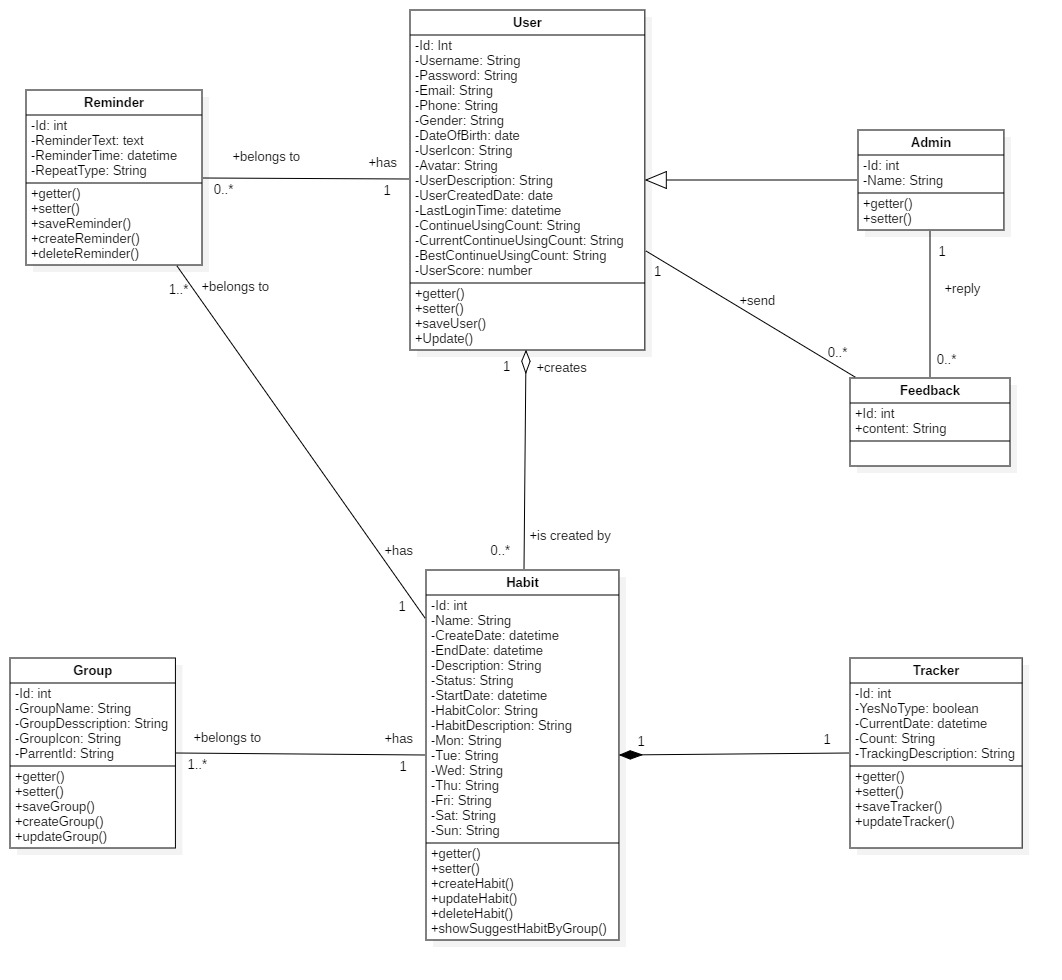 User
-Id: Int
-Username: String
-Password: String
-Email: String
-Phone: String
-Gender: String
-DateOfBirth: date
-UserIcon: String
-Avatar: String
-UserDescription: String
-UserCreatedDate: date
-LastLoginTime: datetime
-ContinueUsingCount: String
-CurrentContinueUsingCount: String
-BestContinueUsingCount: String
-UserScore: number
+getter()
+setter()
+saveUser()
+Update()
Reminder
-Id: int
-ReminderText: text
-ReminderTime: datetime
-RepeatType: String
+getter()
+setter()
+saveReminder()
+createReminder()
+deleteReminder()
+belongs to
+has
0..*
1
Admin
-Id: int
-Name: String
+getter()
+setter()
1
+reply
0..*
1
+send
0..*
Feedback
+Id: int
+content: String
1..*
+belongs to
+has
1
1
+creates
+is created by
0..*
Habit
-Id: int
-Name: String
-CreateDate: datetime
-EndDate: datetime
-Description: String
-Status: String
-StartDate: datetime
-HabitColor: String
-HabitDescription: String
-Mon: String
-Tue: String
-Wed: String
-Thu: String
-Fri: String
-Sat: String
-Sun: String
+getter()
+setter()
+createHabit()
+updateHabit()
+deleteHabit()
+showSuggestHabitByGroup()
Group
-Id: int
-GroupName: String
-GroupDesscription: String
-GroupIcon: String
-ParrentId: String
+getter()
+setter()
+saveGroup()
+createGroup()
+updateGroup()
+belongs to
+has
1..*
1
1
1
Tracker
-Id: int
-YesNoType: boolean
-CurrentDate: datetime
-Count: String
-TrackingDescription: String
+getter()
+setter()
+saveTracker()
+updateTracker()